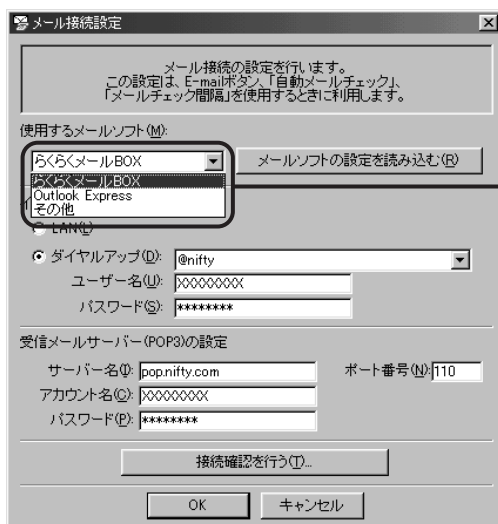 メール接続設定
メール接続の設定を行います。
この設定は、E-mailボタン、「自動メールチェック」、
「メールチェック間隔」を使用するときに利用します。
使用するメールソフト(M):
らくらくメールBOX
メールソフトの設定を読み込む(R)
らくらくメールBOX
Outlook Express
その他
LAN(L)
ダイヤルアップ(D): @nifty
ユーザー名(U): XXXXXXXX
パスワード(S): ********
受信メールサーバー(POP3)の設定
サーバー名(I): pop.nifty.com ポート番号(N): 110
アカウント名(C): XXXXXXXX
パスワード(P): ********
接続確認を行う(T)...
OK キャンセル